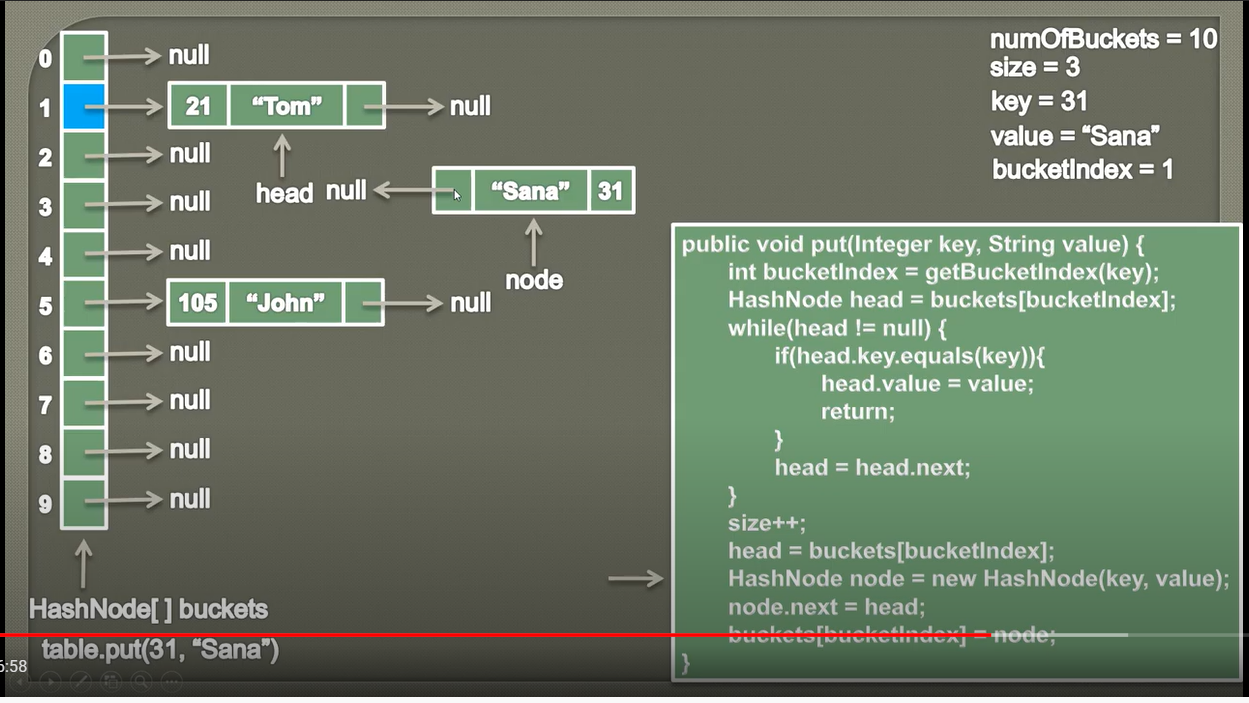 0 null
1 21 “Tom” null
2 null
head null “Sana” 31
3 null
4 null
node
5 105 “John” null
6 null
7 null
8 null
9 null
HashNode[ ] buckets
table.put(31, “Sana”)
6:58
numOfBuckets = 10
size = 3
key = 31
value = “Sana”
bucketIndex = 1
public void put(Integer key, String value) {
int bucketIndex = getBucketIndex(key);
HashNode head = buckets[bucketIndex];
while(head != null) {
if(head.key.equals(key)){
head.value = value;
return;
}
head = head.next;
}
size++;
head = buckets[bucketIndex];
HashNode node = new HashNode(key, value);
node.next = head;
buckets[bucketIndex] = node;
}